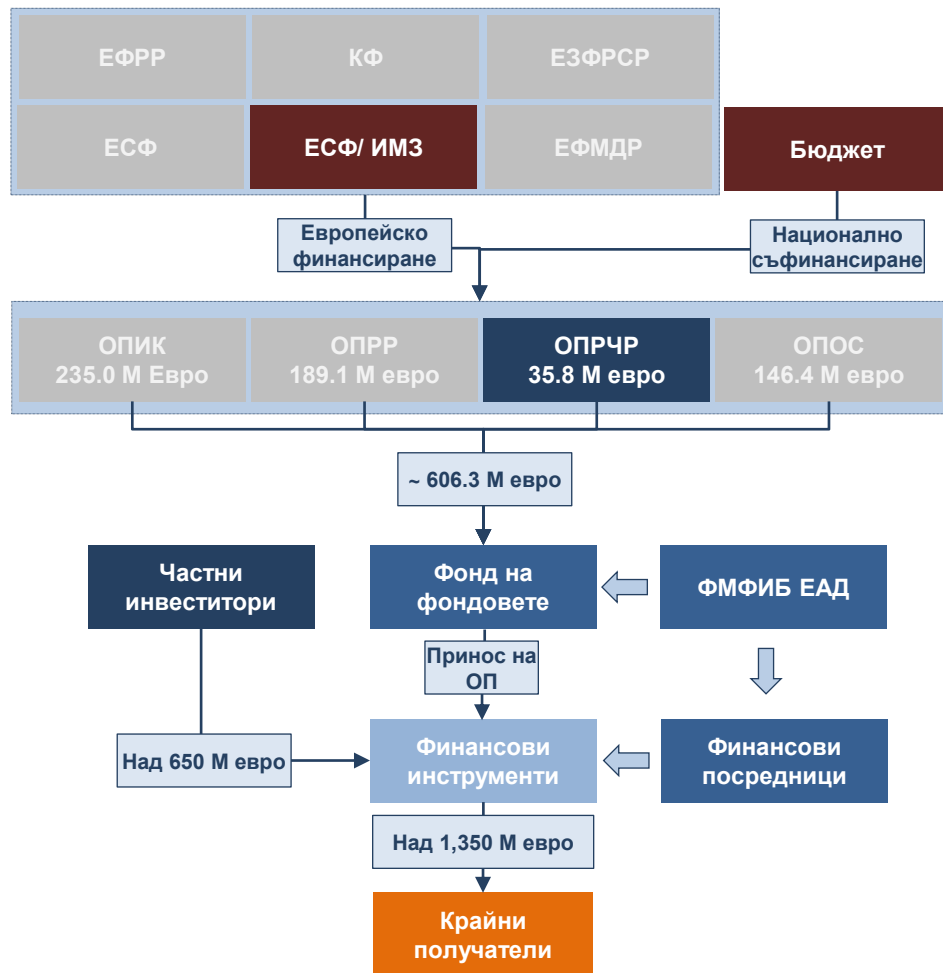 ЕФРР
КФ
ЕЗФРСР
ЕСФ
ЕСФ/ ИМЗ
ЕФМДР
Бюджет
Европейско
финансиране
Национално
съфинансиране
ОПИК
235.0 М Евро
ОПРР
189.1 М евро
ОПРЧР
35.8 М евро
ОПОС
146.4 М евро
~ 606.3 М евро
Частни
инвеститори
Фонд на
фондовете
ФМФИБ ЕАД
Принос на
ОП
Над 650 М евро
Финансови
инструменти
Финансови
посредници
Над 1,350 М евро
Крайни
получатели